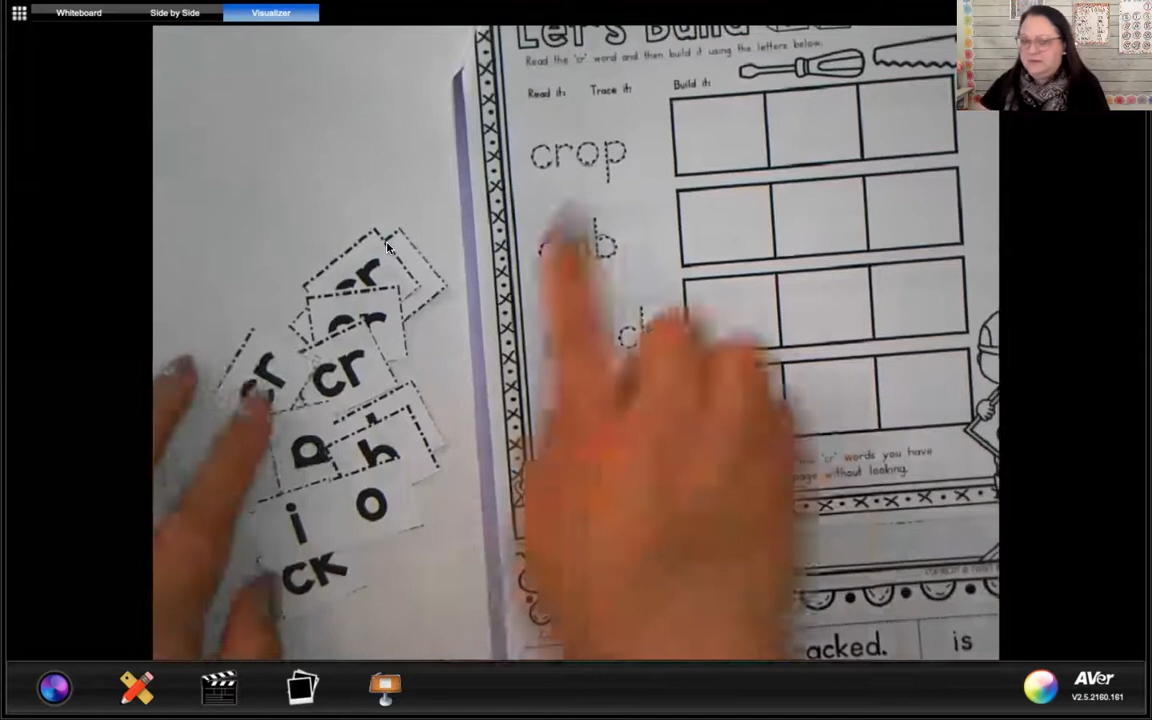 Whiteboard
Side by Side
Visualizer
Let's Build
Read the 'cr' word and then build it using the letters below.
Read it:
Trace it:
Build it:
crop
b
cr
cr
cr
cr
b
i
o
ck
'cr' words you have
page without looking.
acked.
is
AVer
V2.5.2160.161